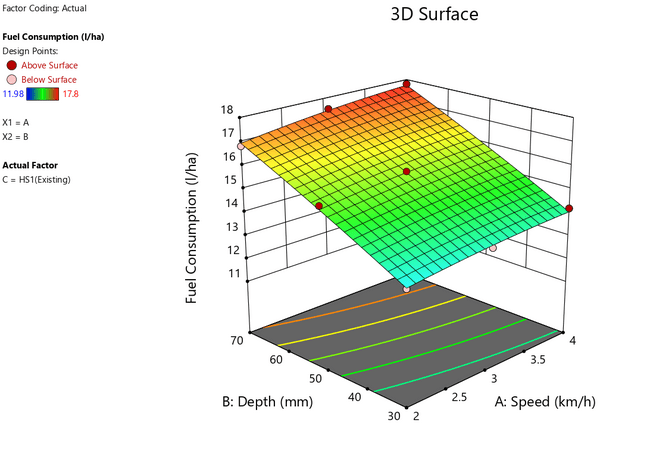 Factor Coding: Actual
3D Surface
Fuel Consumption (l/ha)
Design Points:
Above Surface
Below Surface
11.98 17.8
X1 = A
X2 = B
Actual Factor
C = HS1(Existing)
Fuel Consumption (l/ha)
18
17
16
15
14
13
12
11
70
60
50
40
30
2
2.5
3
3.5
4
B: Depth (mm)
A: Speed (km/h)